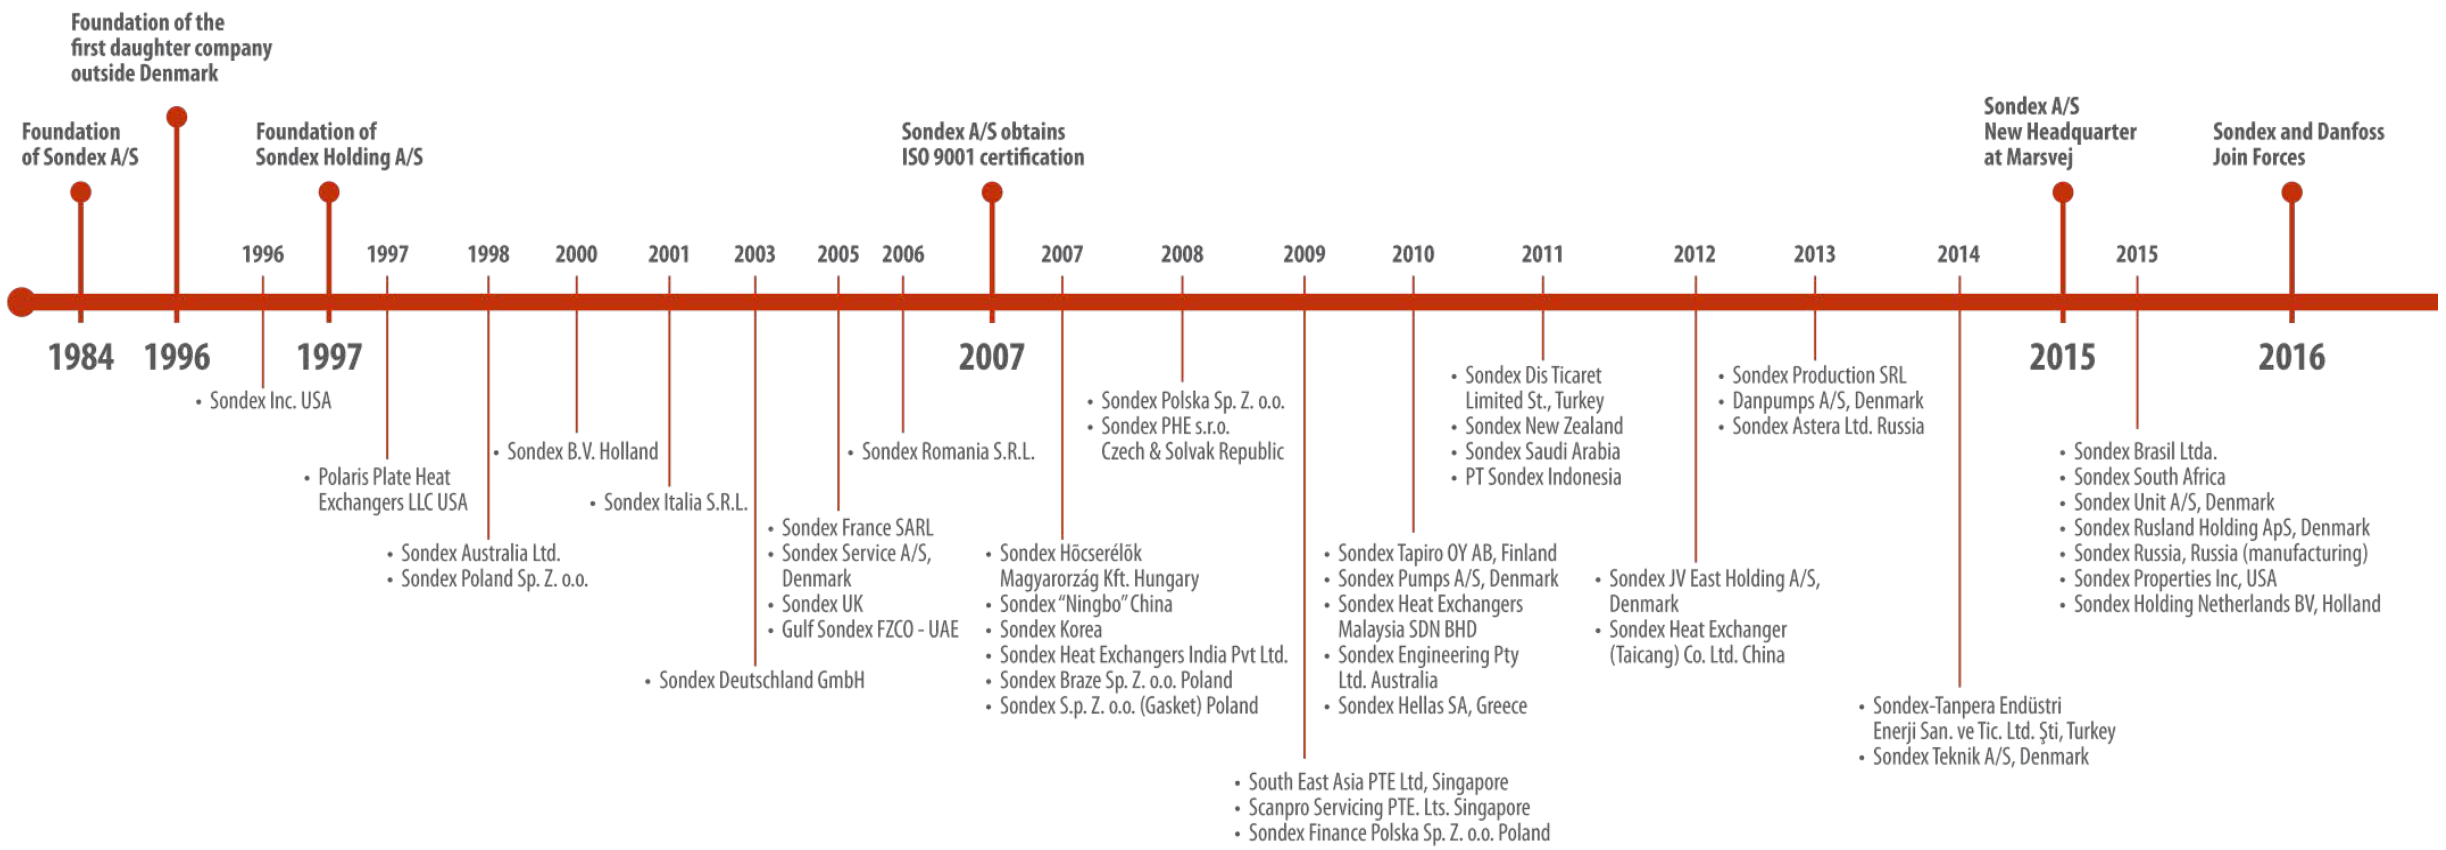 Foundation of the
first daughter company
outside Denmark
Foundation
of Sondex A/S
Foundation of
Sondex Holding A/S
Sondex A/S obtains
ISO 9001 certification
Sondex A/S
New Headquarter
at Marsvej
Sondex and Danfoss
Join Forces
1996
1997
1998
2000
2001
2003
2005
2006
2007
2008
2009
2010
2011
2012
2013
2014
2015
1984
1996
1997
2007
2015
2016
• Sondex Inc. USA
• Polaris Plate Heat
Exchangers LLC USA
• Sondex Australia Ltd.
• Sondex Poland Sp. Z. o.o.
• Sondex B.V. Holland
• Sondex Italia S.R.L.
• Sondex Deutschland GmbH
• Sondex France SARL
• Sondex Service A/S,
Denmark
• Sondex UK
• Gulf Sondex FZCO - UAE
• Sondex Romania S.R.L.
• Sondex Hõcserélõk
Magyarország Kft. Hungary
• Sondex “Ningbo” China
• Sondex Korea
• Sondex Heat Exchangers India Pvt Ltd.
• Sondex Braze Sp. Z. o.o. Poland
• Sondex S.p. Z. o.o. (Gasket) Poland
• Sondex Polska Sp. Z. o.o.
• Sondex PHE s.r.o.
Czech & Solvak Republic
• South East Asia PTE Ltd, Singapore
• Scanpro Servicing PTE. Lts. Singapore
• Sondex Finance Polska Sp. Z. o.o. Poland
• Sondex Tapiro OY AB, Finland
• Sondex Pumps A/S, Denmark
• Sondex Heat Exchangers
Malaysia SDN BHD
• Sondex Engineering Pty
Ltd. Australia
• Sondex Hellas SA, Greece
• Sondex Dis Ticaret
Limited St., Turkey
• Sondex New Zealand
• Sondex Saudi Arabia
• PT Sondex Indonesia
• Sondex JV East Holding A/S,
Denmark
• Sondex Heat Exchanger
(Taicang) Co. Ltd. China
• Sondex Production SRL
• Danpumps A/S, Denmark
• Sondex Astera Ltd. Russia
• Sondex-Tanpera Endüstri
Enerji San. ve Tic. Ltd. Şti, Turkey
• Sondex Teknik A/S, Denmark
• Sondex Brasil Ltda.
• Sondex South Africa
• Sondex Unit A/S, Denmark
• Sondex Rusland Holding ApS, Denmark
• Sondex Russia, Russia (manufacturing)
• Sondex Properties Inc, USA
• Sondex Holding Netherlands BV, Holland